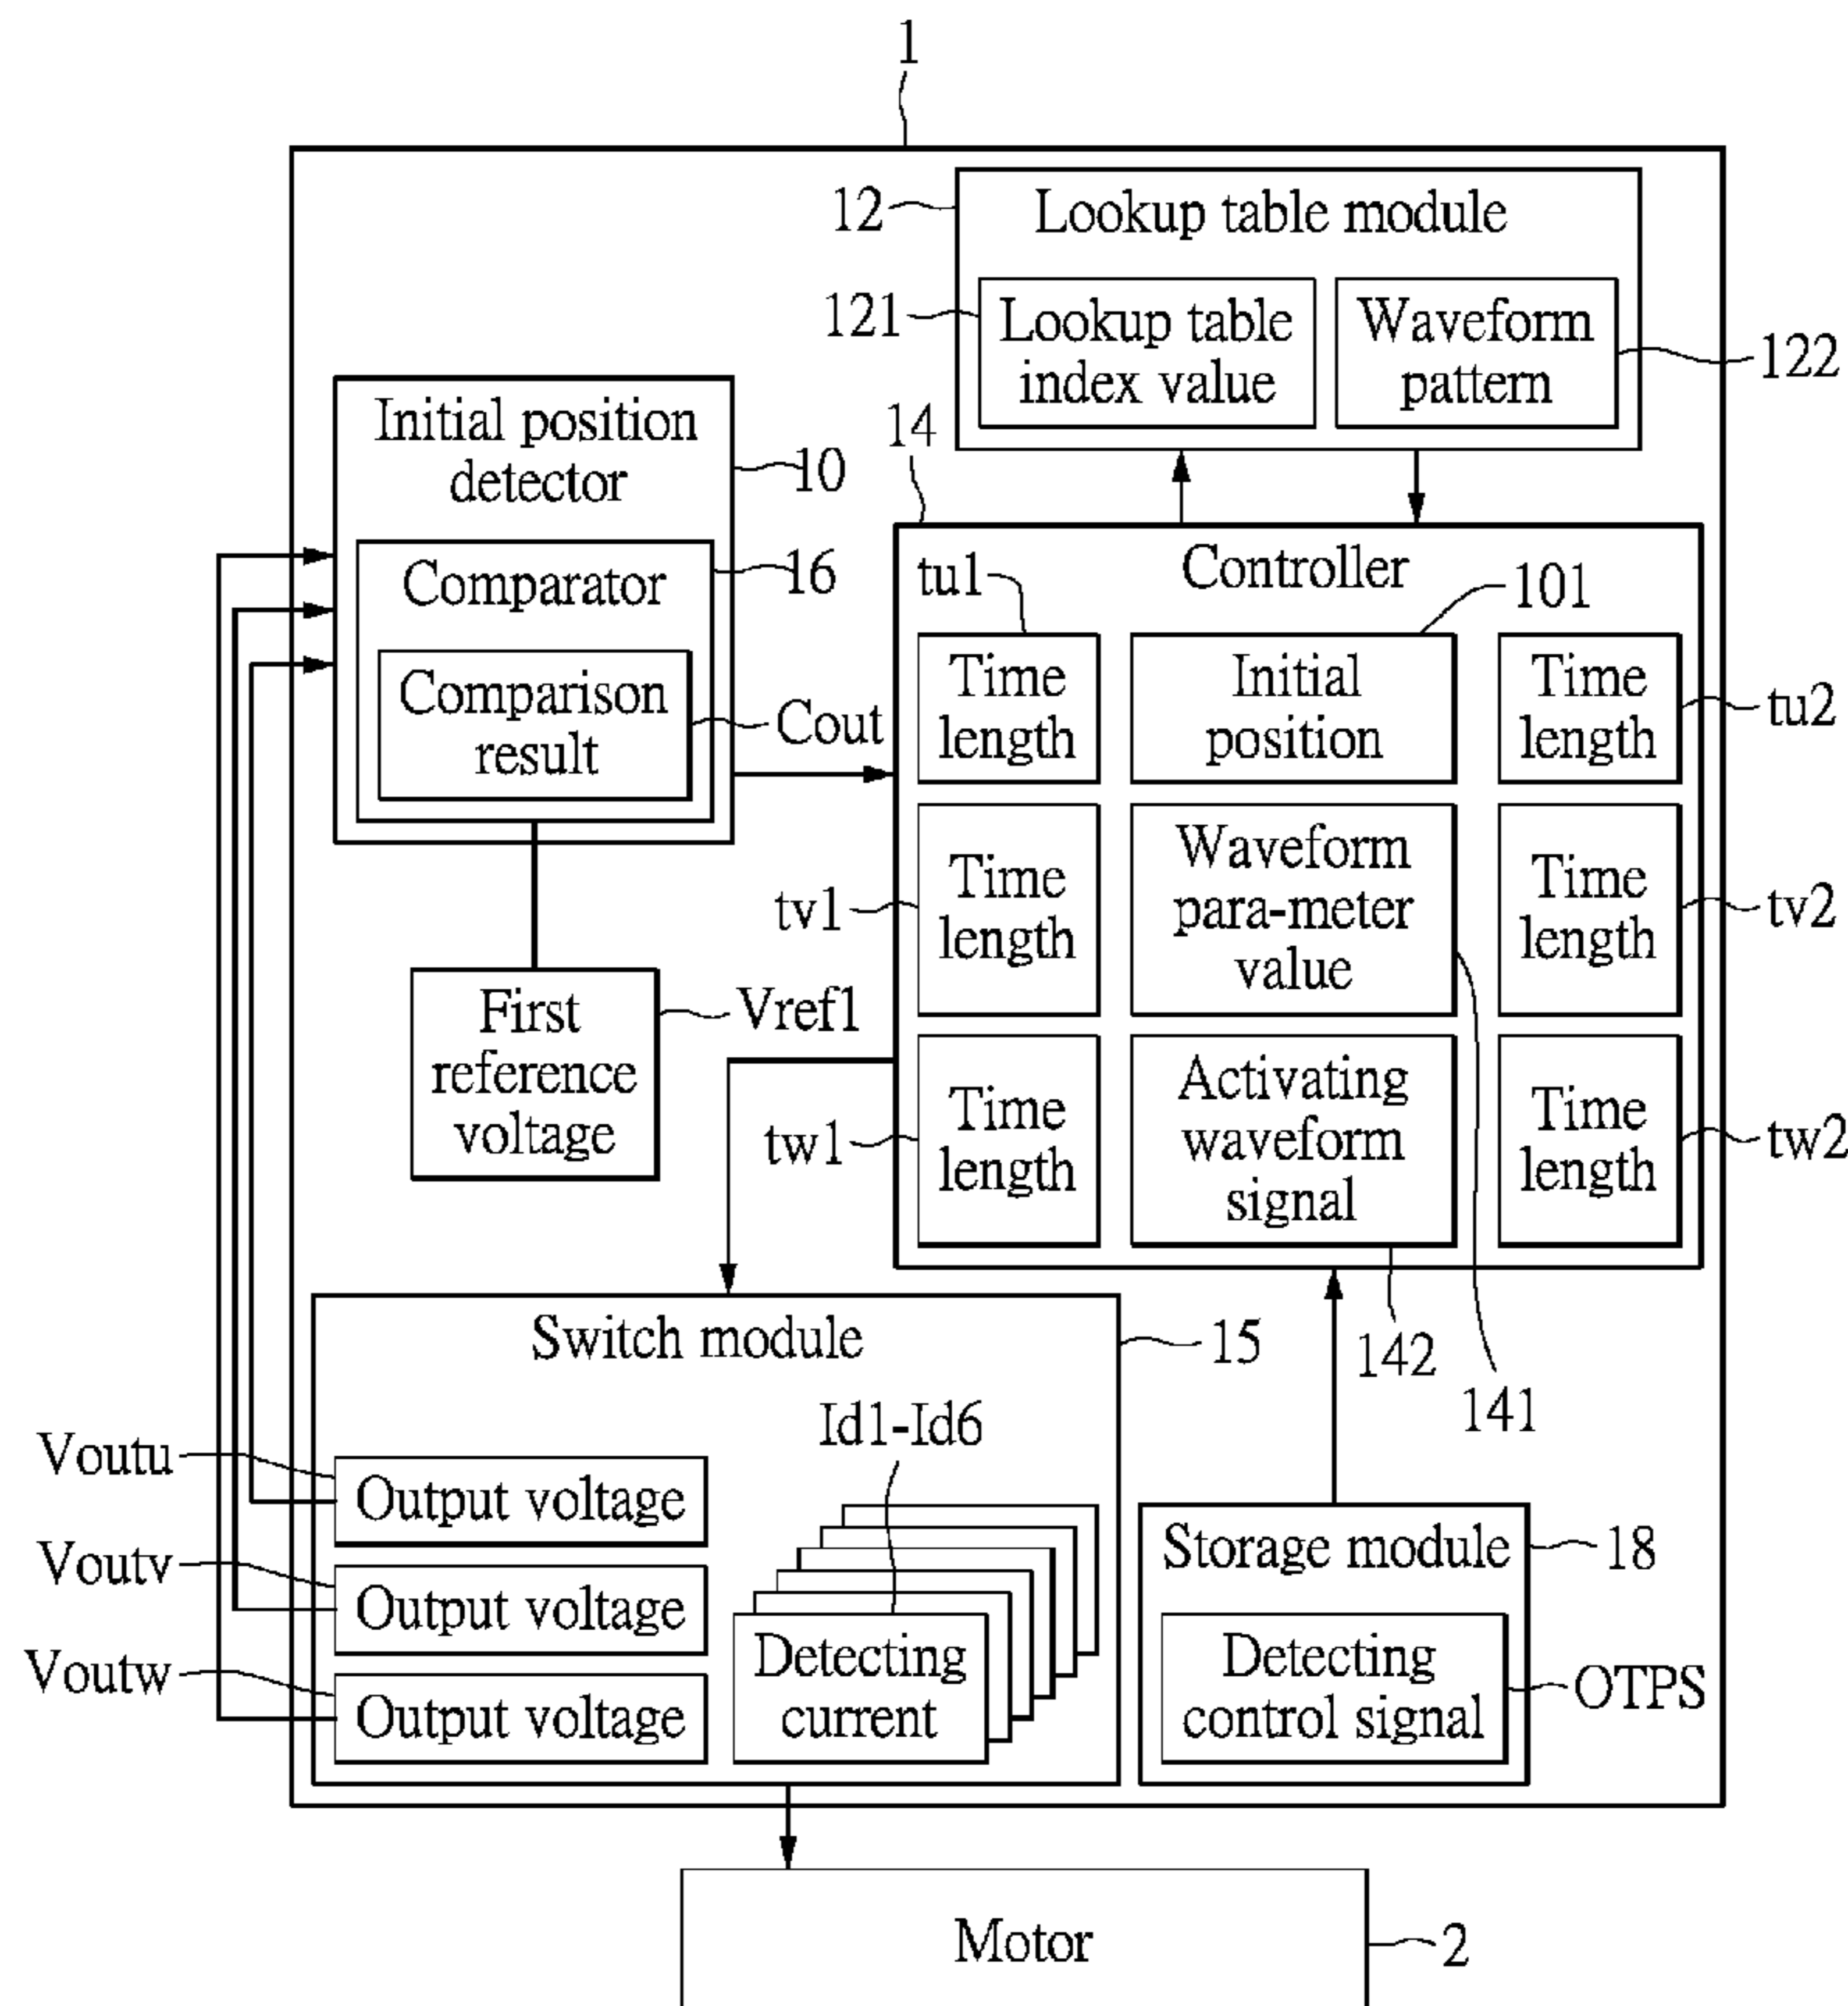 1
12
Lookup table module
121
Lookup table
index value
Waveform
pattern
122
Initial position
detector
10
14
Comparator
16
Comparison
result
Cout
Controller
tu1
101
Time
length
Initial
position
Time
length
tu2
tv1
Time
length
Waveform
para-meter
value
Time
length
tv2
First
reference
voltage
Vref1
tw1
Time
length
Activating
waveform
signal
Time
length
tw2
142
141
Switch module
15
Id1-Id6
Voutu
Output voltage
Voutv
Output voltage
Voutw
Output voltage
Detecting
current
Storage module
18
Detecting
control signal
OTPS
Motor
2